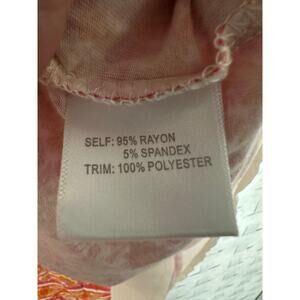 SELF: 95% RAYON
5% SPANDEX
TRIM: 100% POLYESTER